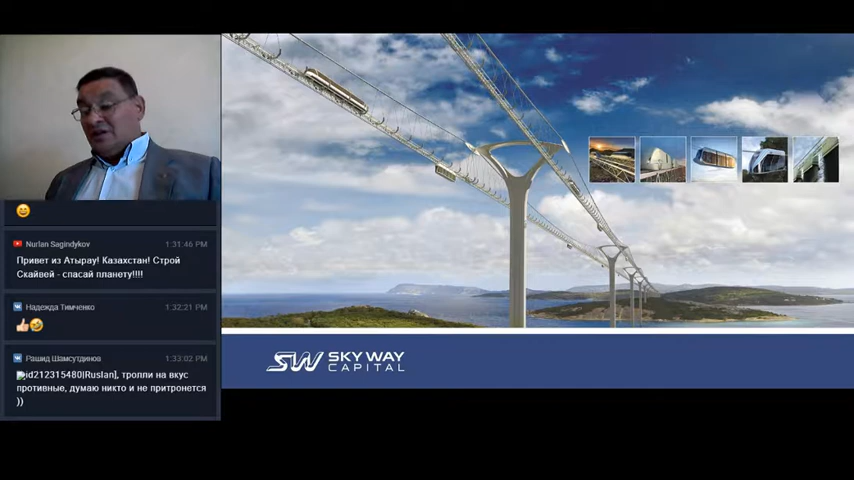 Nurlan Sagindykov 1:31:46 PM
Привет из Атырау! Казахстан! Строй
Скайвей - спасай планету!!!!
Надежда Тимченко 1:32:21 PM
Рашид Шамсутдинов 1:33:02 PM
id212315480|Ruslan], тролли на вкус
противные, думаю никто и не притронется
))
SW SKY WAY
CAPITAL